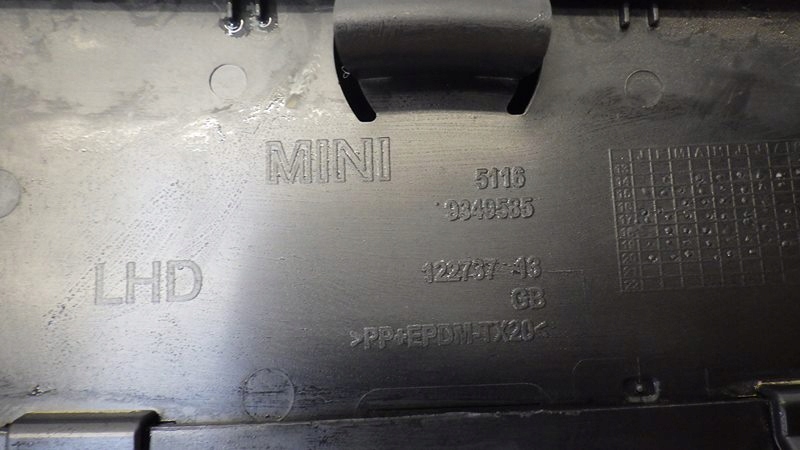 MINI
5116
9349585
LHD
122737-13
GB
>PP+EPDM-TX20<